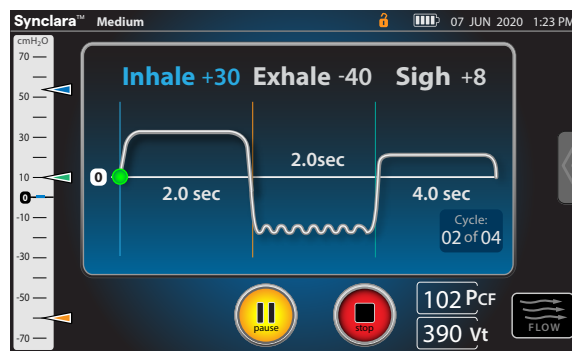 Synclara™ Medium 07 JUN 2020 1:23 PM
cmH₂O
70
50
30
10
0
-10
-30
-50
-70
Inhale +30 Exhale -40 Sigh +8
0
2.0 sec
2.0sec
4.0 sec
Cycle:
02 of 04
pause
stop
102 PCF
390 Vt
FLOW